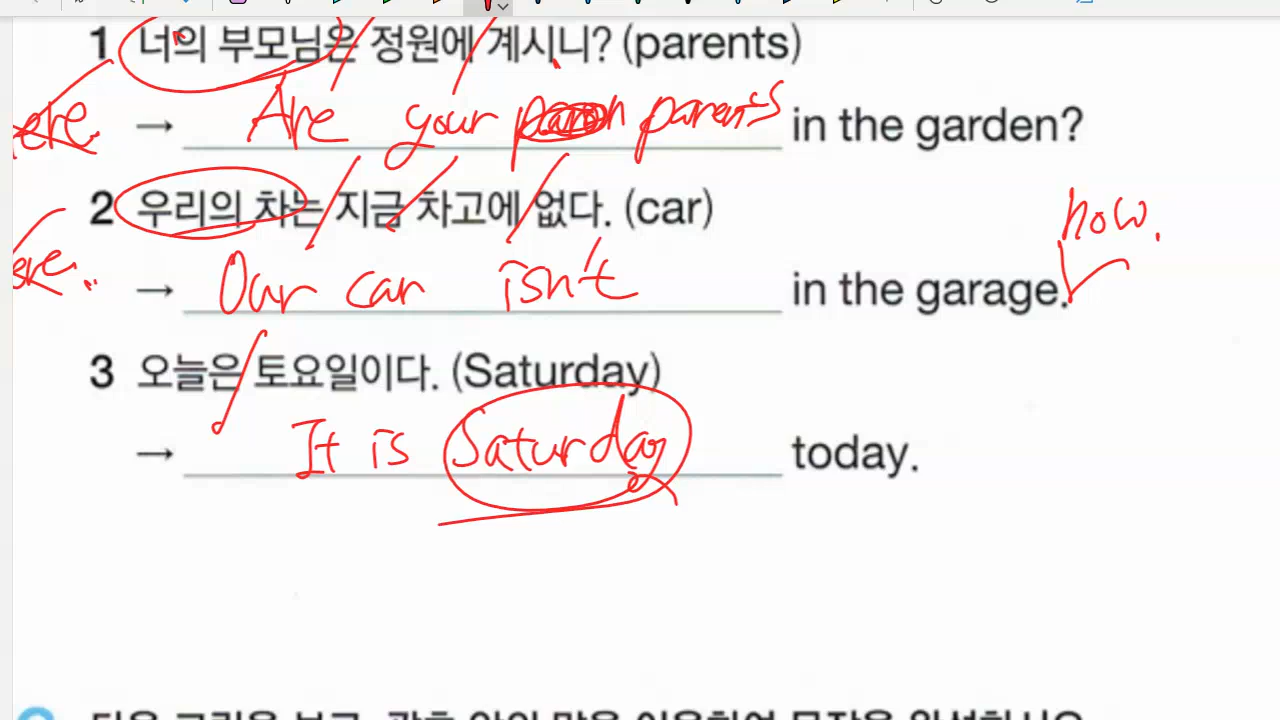 1 너의 부모님은 정원에 계시니? (parents)
→ Are your parents in the garden?
2 우리의 차는 지금 차고에 없다. (car)
now.
→ Our car isn't in the garage.
3 오늘은 토요일이다. (Saturday)
→ It is Saturday today.